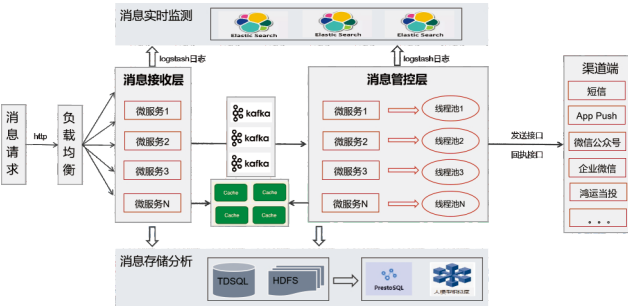 消息实时监测
Elastic Search
Elastic Search
Elastic Search
logstash日志
logstash日志
消息请求
http
负载均衡
消息接收层
微服务1
微服务2
微服务3
微服务N
kafka
kafka
kafka
Cache
Cache
Cache
Cache
消息管控层
微服务1
线程池1
微服务2
线程池2
微服务3
线程池3
微服务N
线程池N
发送接口
回执接口
渠道端
短信
App Push
微信公众号
企业微信
鸿运当投
. . .
消息存储分析
TDSQL
HDFS
PrestoSQL